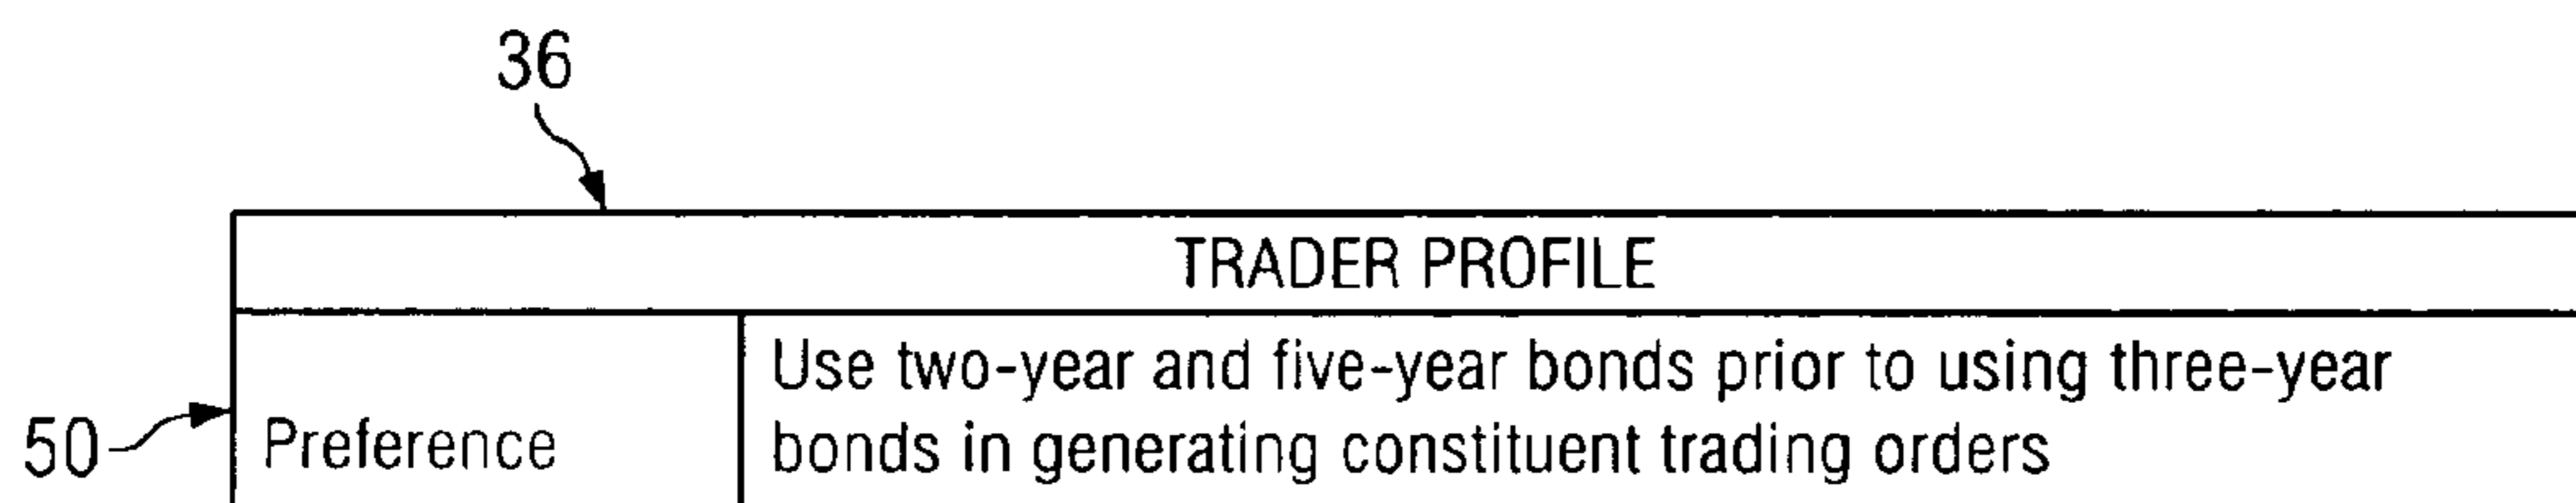 36
TRADER PROFILE
Use two-year and five-year bonds prior to using three-year
50 Preference bonds in generating constituent trading orders